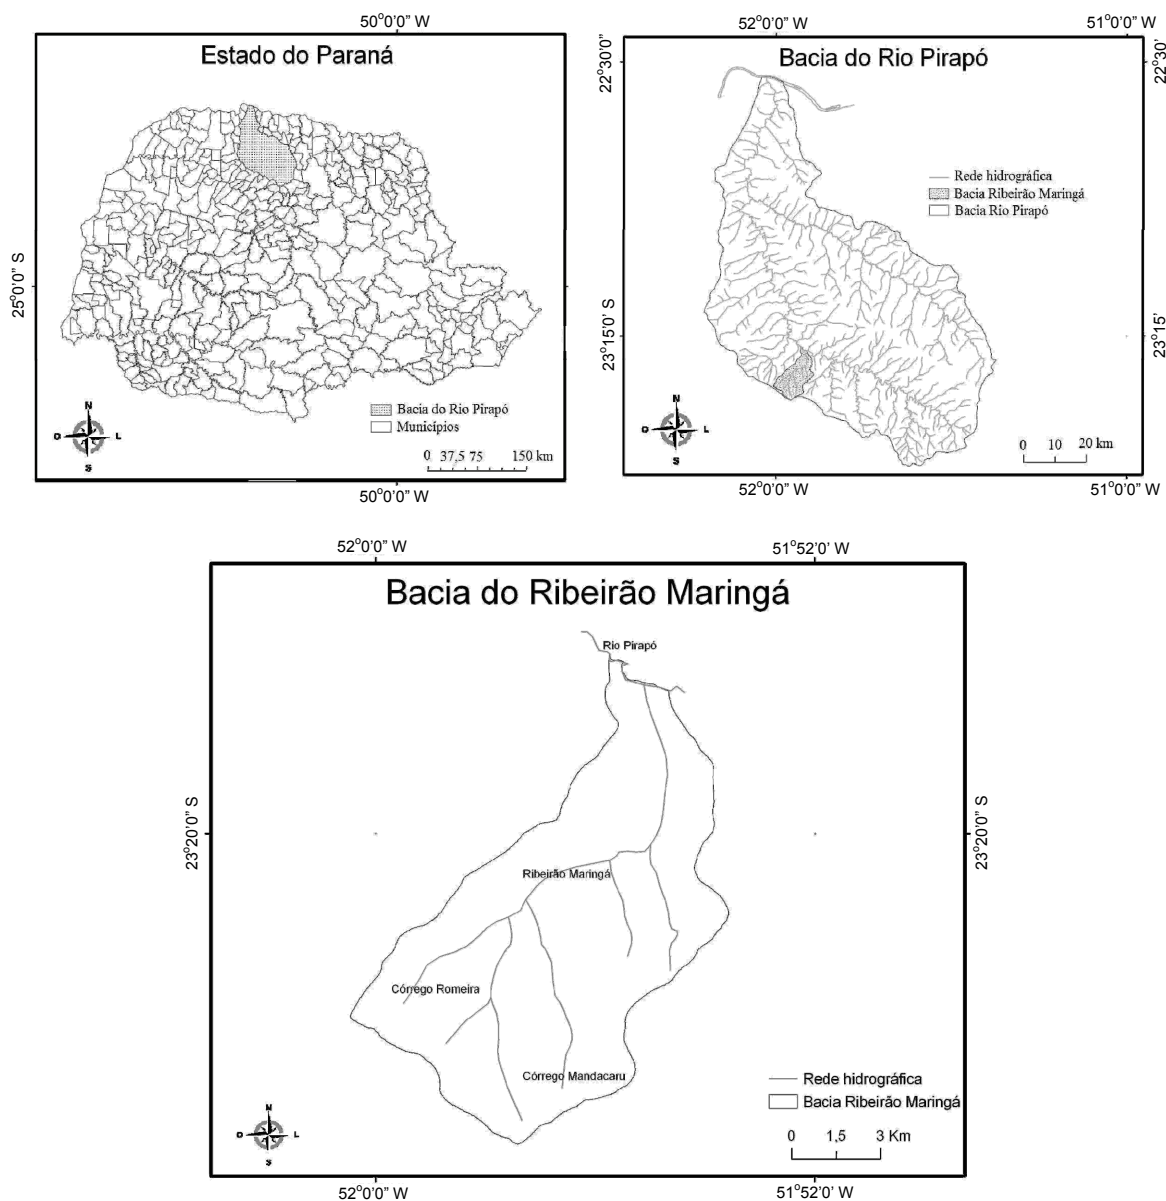 50°0'0" W
Estado do Paraná
25°0'0" S
Bacia do Rio Pirapó
Municípios
0 37,5 75 150 km
N
O L
S
50°0'0" W
52°0'0" W 51°0'0" W
Bacia do Rio Pirapó
22°30'0" 22°30'
Rede hidrográfica
Bacia Ribeirão Maringá
Bacia Rio Pirapó
23°15'0' S 23°15'
N
O L
S
0 10 20 km
52°0'0" W 51°0'0" W
52°0'0" W 51°52'0' W
Bacia do Ribeirão Maringá
Rio Pirapó
23°20'0" S 23°20'0" S
Ribeirão Maringá
Córrego Romeira
Córrego Mandacaru
Rede hidrográfica
Bacia Ribeirão Maringá
N
O L
S
0 1,5 3 Km
52°0'0" W 51°52'0' W